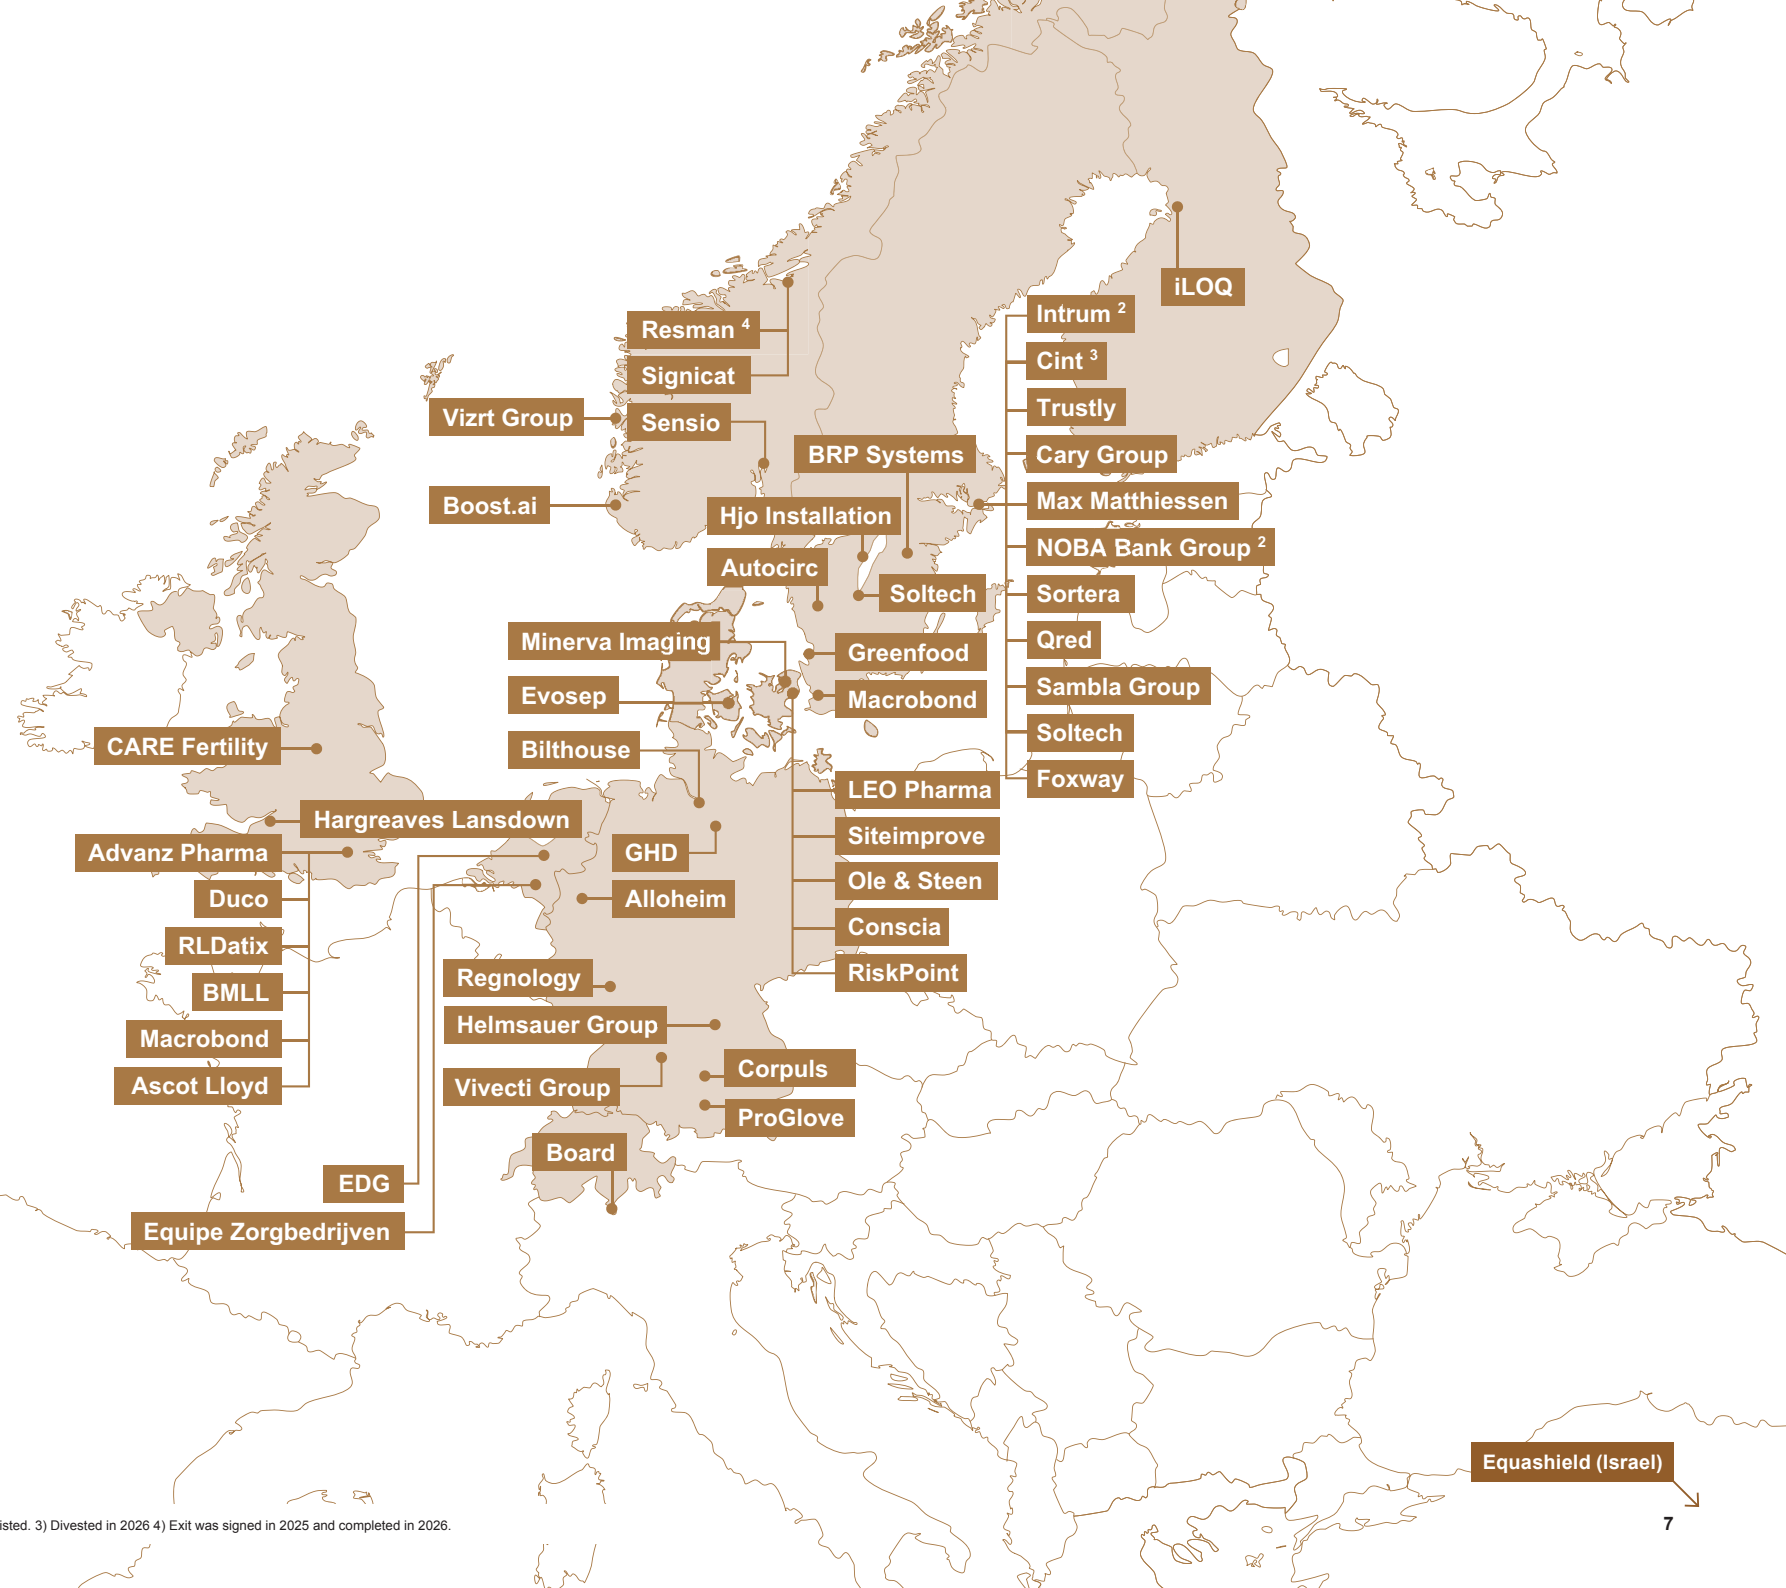 iLOQ
Intrum 2
Resman 4
Cint 3
Signicat
Trustly
Vizrt Group
Sensio
BRP Systems
Cary Group
Boost.ai
Max Matthiessen
Hjo Installation
NOBA Bank Group 2
Autocirc
Soltech
Sortera
Minerva Imaging
Qred
Greenfood
Evosep
Sambla Group
Macrobond
CARE Fertility
Bilthouse
Soltech
Foxway
LEO Pharma
Hargreaves Lansdown
Siteimprove
Advanz Pharma
GHD
Ole & Steen
Duco
Alloheim
Conscia
RLDatix
RiskPoint
Regnology
BMLL
Helmsauer Group
Macrobond
Corpuls
Ascot Lloyd
Vivecti Group
ProGlove
Board
EDG
Equipe Zorgbedrijven
Equashield (Israel)
isted. 3) Divested in 2026 4) Exit was signed in 2025 and completed in 2026.
7